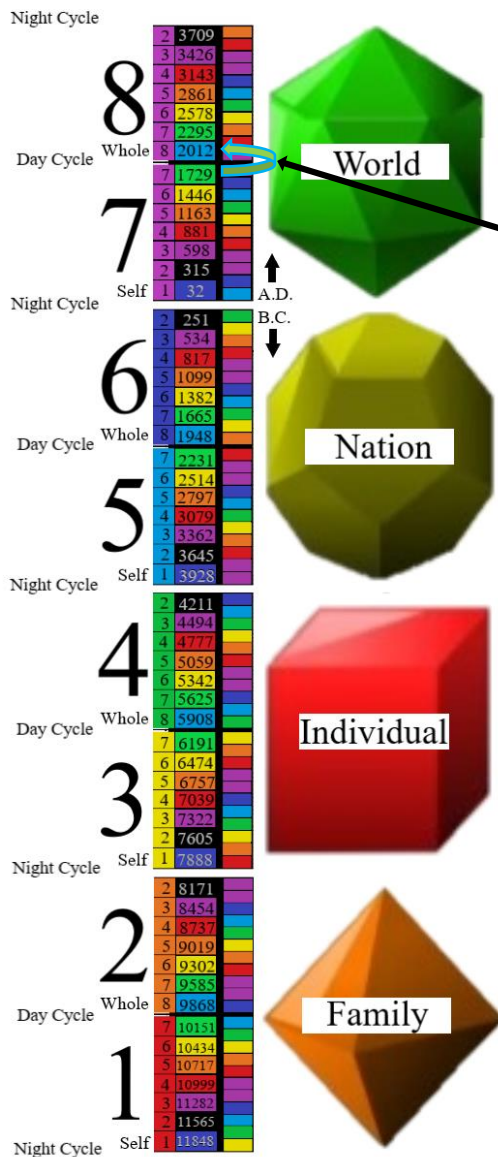 Night Cycle
2 3709
3 3426
4 3143
5 2861
6 2578
7 2295
8 2012
8
Whole
World
Day Cycle
7 1729
6 1446
5 1163
4 881
3 598
2 315
1 32
7
Self
A.D.
B.C.
Night Cycle
2 251
3 534
4 817
5 1099
6 1382
7 1665
8 1948
6
Whole
Nation
Day Cycle
7 2231
6 2514
5 2797
4 3079
3 3362
2 3645
1 3928
5
Self
Night Cycle
2 4211
3 4494
4 4777
5 5059
6 5342
7 5625
8 5908
4
Whole
Individual
Day Cycle
7 6191
6 6474
5 6757
4 7039
3 7322
2 7605
1 7888
3
Self
Night Cycle
2 8171
3 8454
4 8737
5 9019
6 9302
7 9585
8 9868
2
Whole
Family
Day Cycle
7 10151
6 10434
5 10717
4 10999
3 11282
2 11565
1 11848
1
Self
Night Cycle